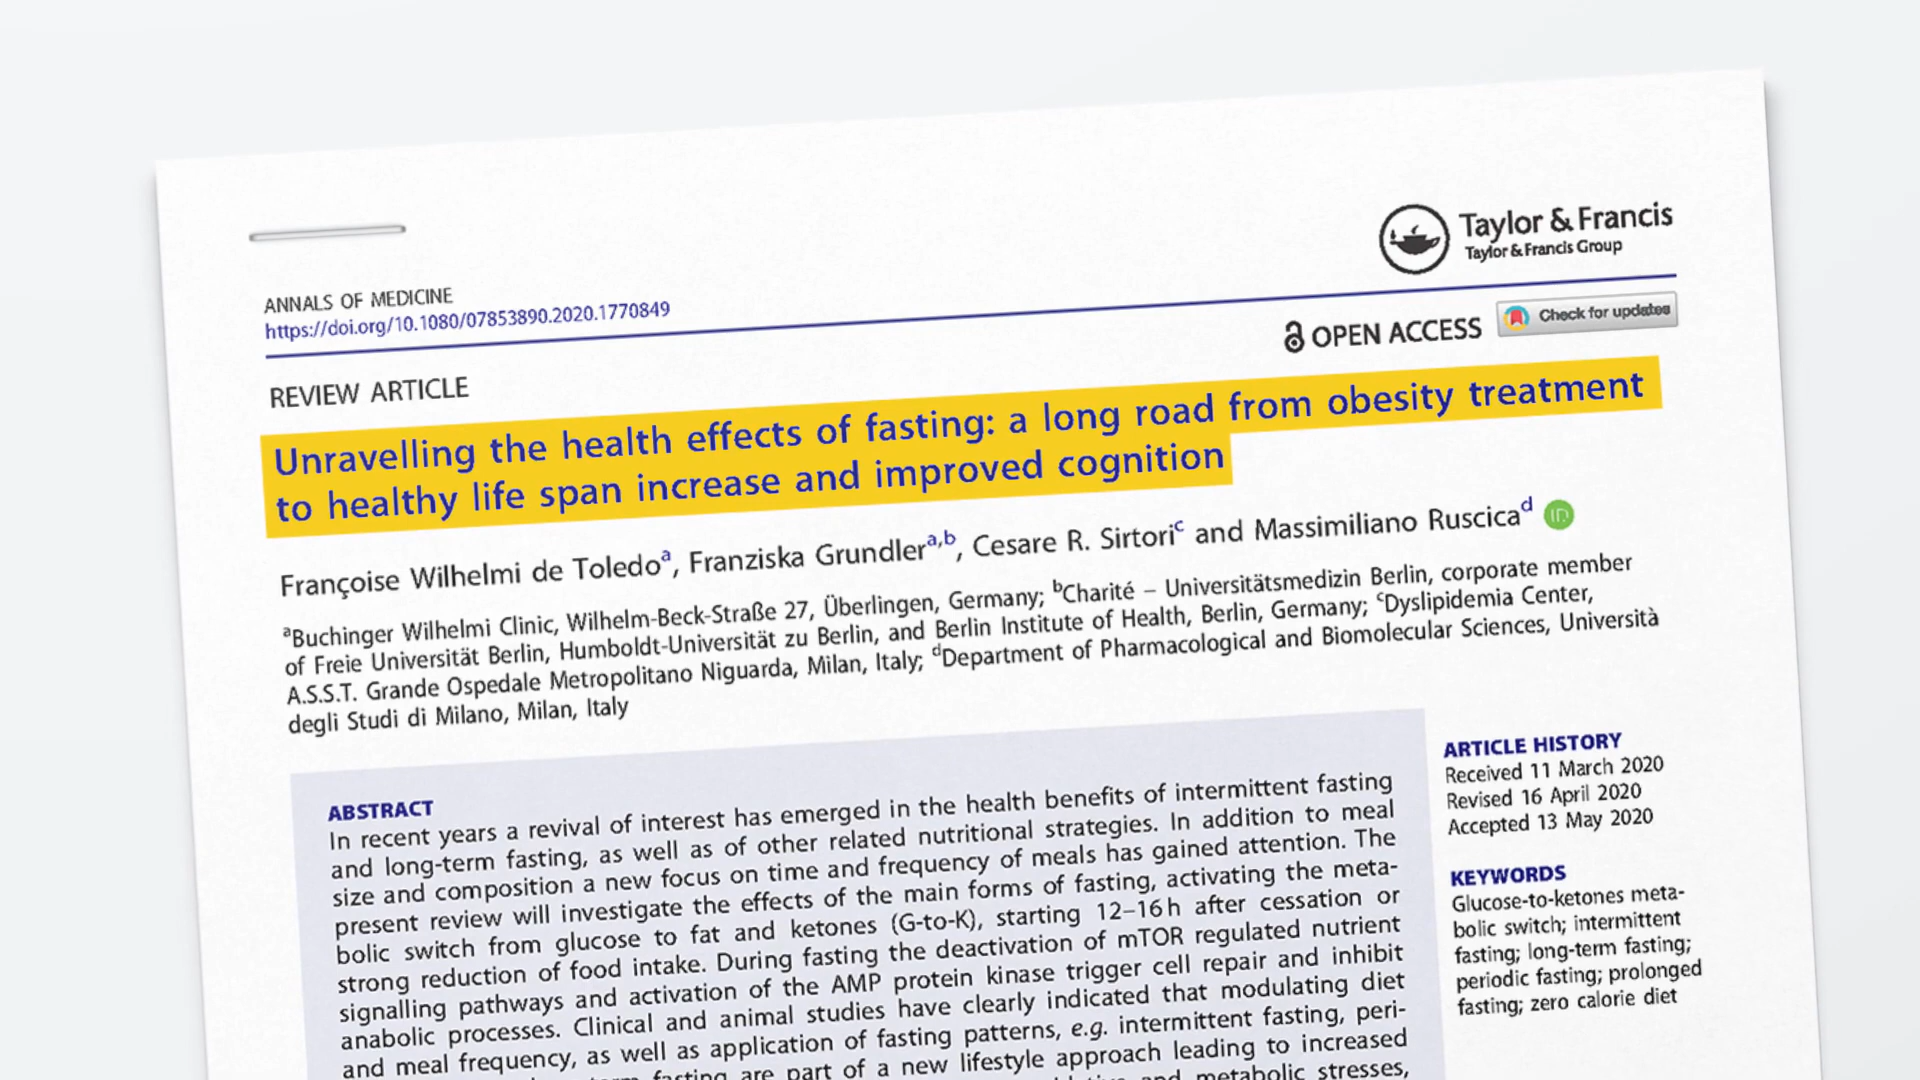 Taylor & Francis
Taylor & Francis Group
ANNALS OF MEDICINE
https://doi.org/10.1080/07853890.2020.1770849
OPEN ACCESS
Check for updates
REVIEW ARTICLE
Unravelling the health effects of fasting: a long road from obesity treatment
to healthy life span increase and improved cognition
Françoise Wilhelmi de Toledoa, Franziska Grundlera,b, Cesare R. Sirtoric and Massimiliano Ruscicad iD
aBuchinger Wilhelmi Clinic, Wilhelm-Beck-Straße 27, Überlingen, Germany; bCharité – Universitätsmedizin Berlin, corporate member
of Freie Universität Berlin, Humboldt-Universität zu Berlin, and Berlin Institute of Health, Berlin, Germany; cDyslipidemia Center,
A.S.S.T. Grande Ospedale Metropolitano Niguarda, Milan, Italy; dDepartment of Pharmacological and Biomolecular Sciences, Università
degli Studi di Milano, Milan, Italy
ABSTRACT
In recent years a revival of interest has emerged in the health benefits of intermittent fasting
and long-term fasting, as well as of other related nutritional strategies. In addition to meal
size and composition a new focus on time and frequency of meals has gained attention. The
present review will investigate the effects of the main forms of fasting, activating the meta-
bolic switch from glucose to fat and ketones (G-to-K), starting 12–16 h after cessation or
strong reduction of food intake. During fasting the deactivation of mTOR regulated nutrient
signalling pathways and activation of the AMP protein kinase trigger cell repair and inhibit
anabolic processes. Clinical and animal studies have clearly indicated that modulating diet
and meal frequency, as well as application of fasting patterns, e.g. intermittent fasting, peri-
fasting are part of a new lifestyle approach leading to increased
and metabolic stresses,
ARTICLE HISTORY
Received 11 March 2020
Revised 16 April 2020
Accepted 13 May 2020
KEYWORDS
Glucose-to-ketones meta-
bolic switch; intermittent
fasting; long-term fasting;
periodic fasting; prolonged
fasting; zero calorie diet